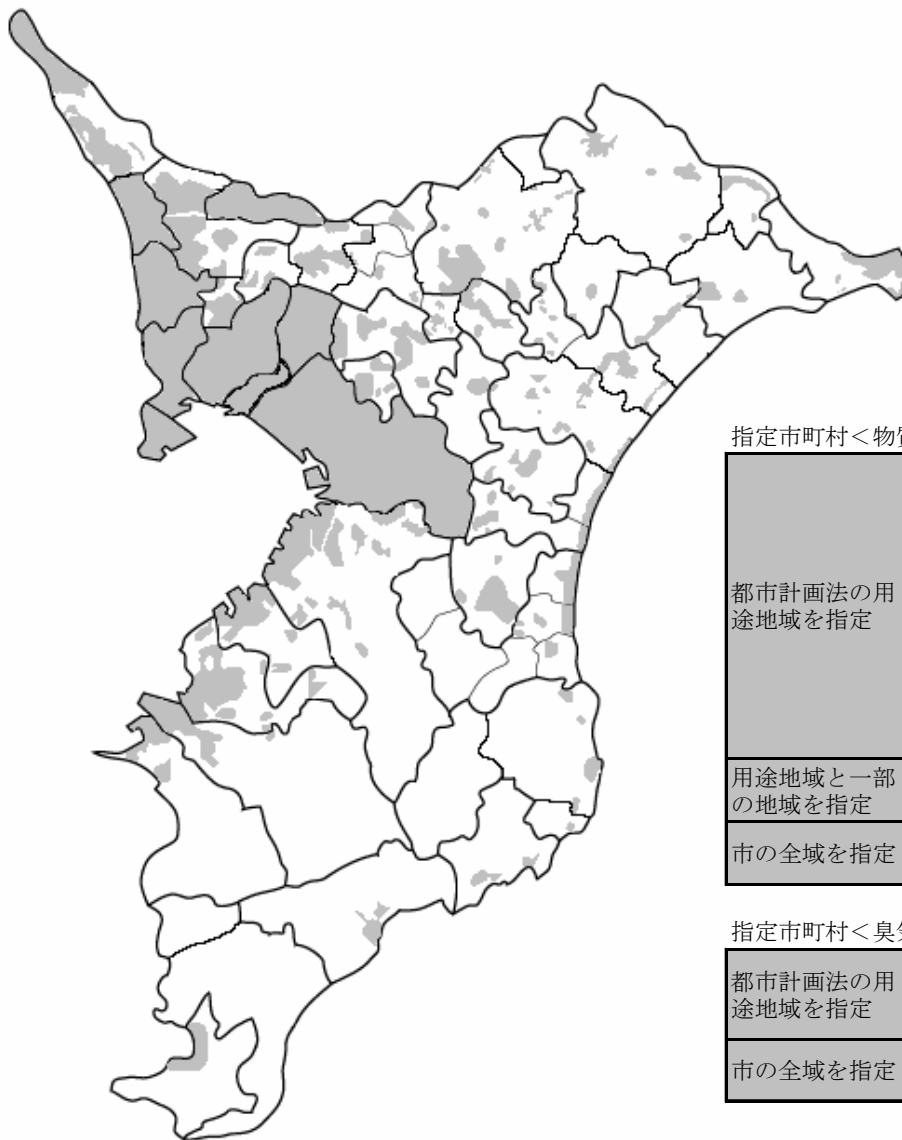 指定市町村＜物質
都市計画法の用
途地域を指定
用途地域と一部
の地域を指定
市の全域を指定
指定市町村＜臭
都市計画法の用
途地域を指定
市の全域を指定